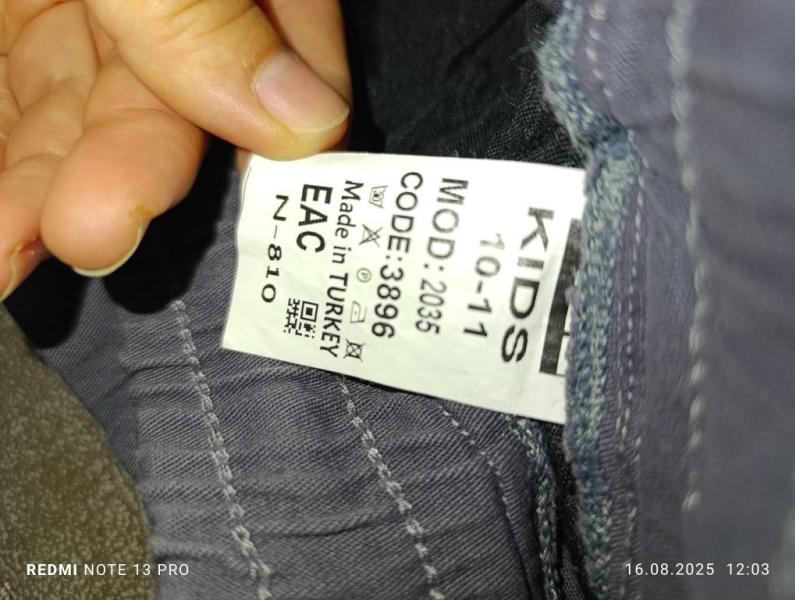 KIDS
10-11
MOD: 2035
CODE:3896
Made in TURKEY
EAC
N-810
REDMI NOTE 13 PRO
16.08.2025 12:03